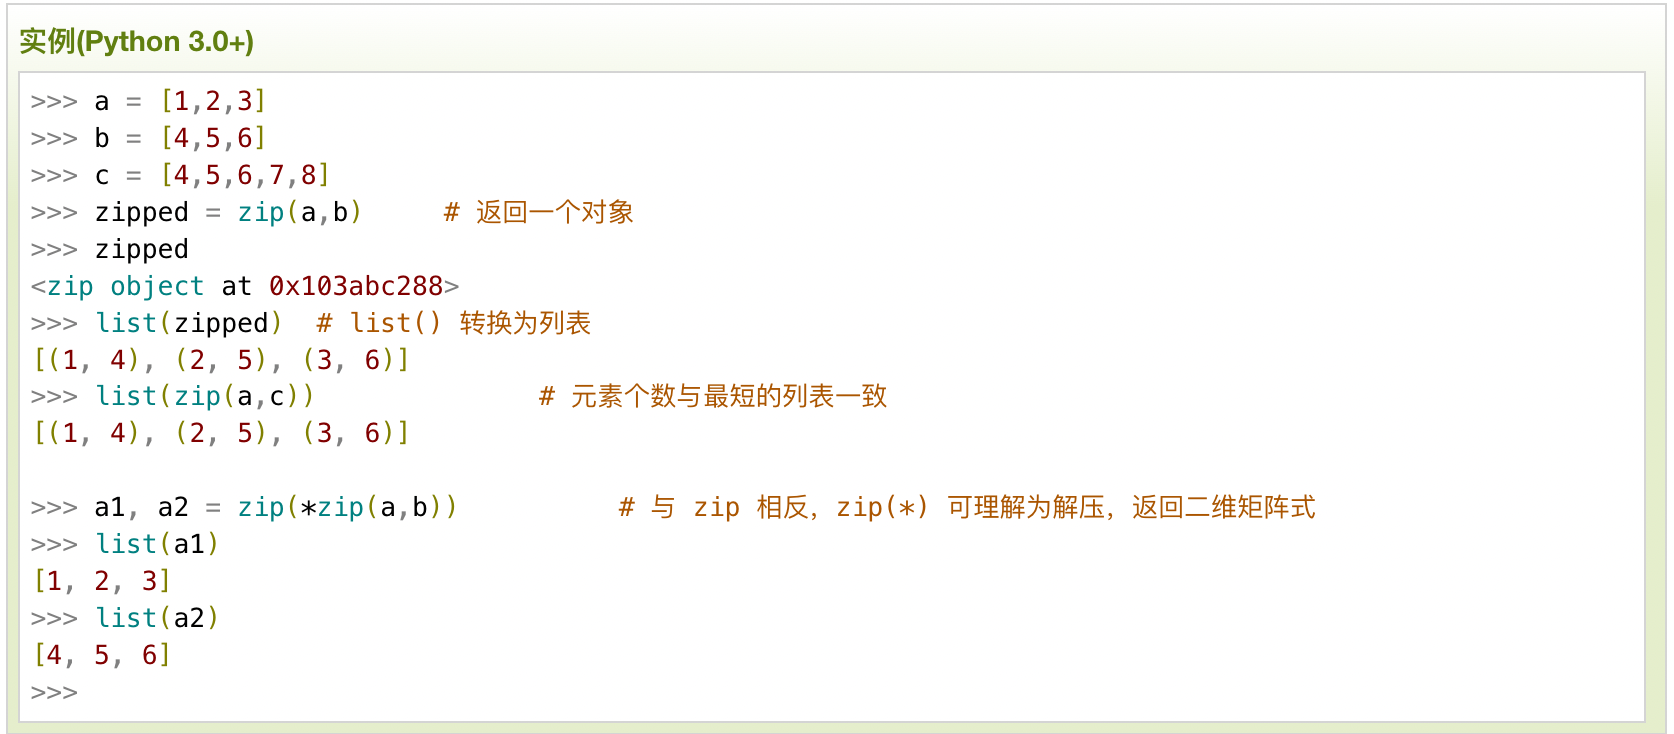 实例(Python 3.0+)
>>> a = [1,2,3]
>>> b = [4,5,6]
>>> c = [4,5,6,7,8]
>>> zipped = zip(a,b)     # 返回一个对象
>>> zipped
<zip object at 0x103abc288>
>>> list(zipped)  # list() 转换为列表
[(1, 4), (2, 5), (3, 6)]
>>> list(zip(a,c))              # 元素个数与最短的列表一致
[(1, 4), (2, 5), (3, 6)]
>>> a1, a2 = zip(*zip(a,b))          # 与 zip 相反，zip(*) 可理解为解压，返回二维矩阵式
>>> list(a1)
[1, 2, 3]
>>> list(a2)
[4, 5, 6]
>>>